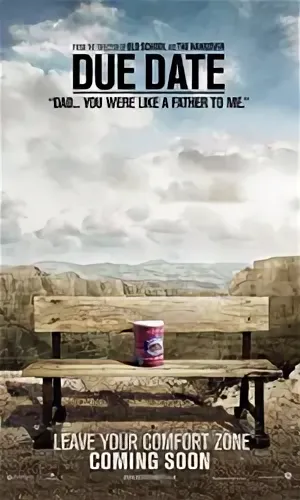 FROM THE DIRECTOR OF OLD SCHOOL AND THE HANGOVER
DUE DATE
"DAD... YOU WERE LIKE A FATHER TO ME."
LEAVE YOUR COMFORT ZONE
COMING SOON